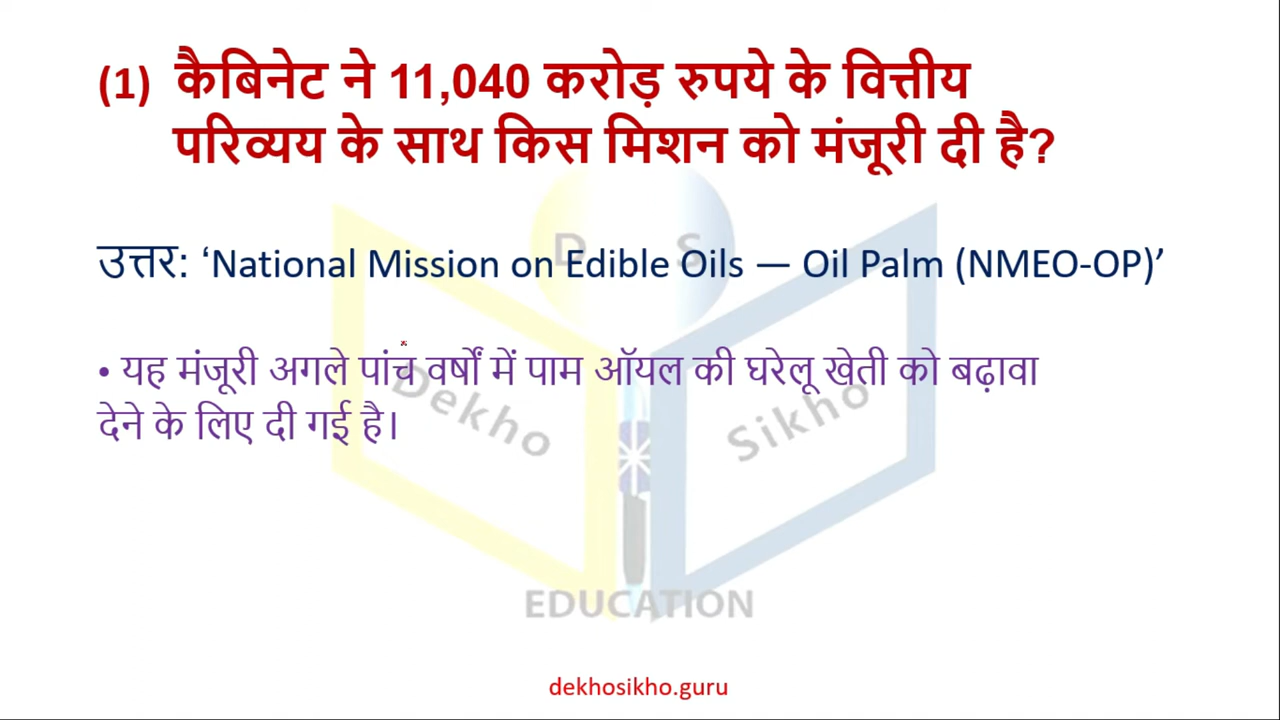 (1) कैबिनेट ने 11,040 करोड़ रुपये के वित्तीय
परिव्यय के साथ किस मिशन को मंजूरी दी है?
D S
उत्तर: ‘National Mission on Edible Oils — Oil Palm (NMEO-OP)’
• यह मंजूरी अगले पांच वर्षों में पाम ऑयल की घरेलू खेती को बढ़ावा
देने के लिए दी गई है।
Dekho Sikho
EDUCATION
dekhosikho.guru